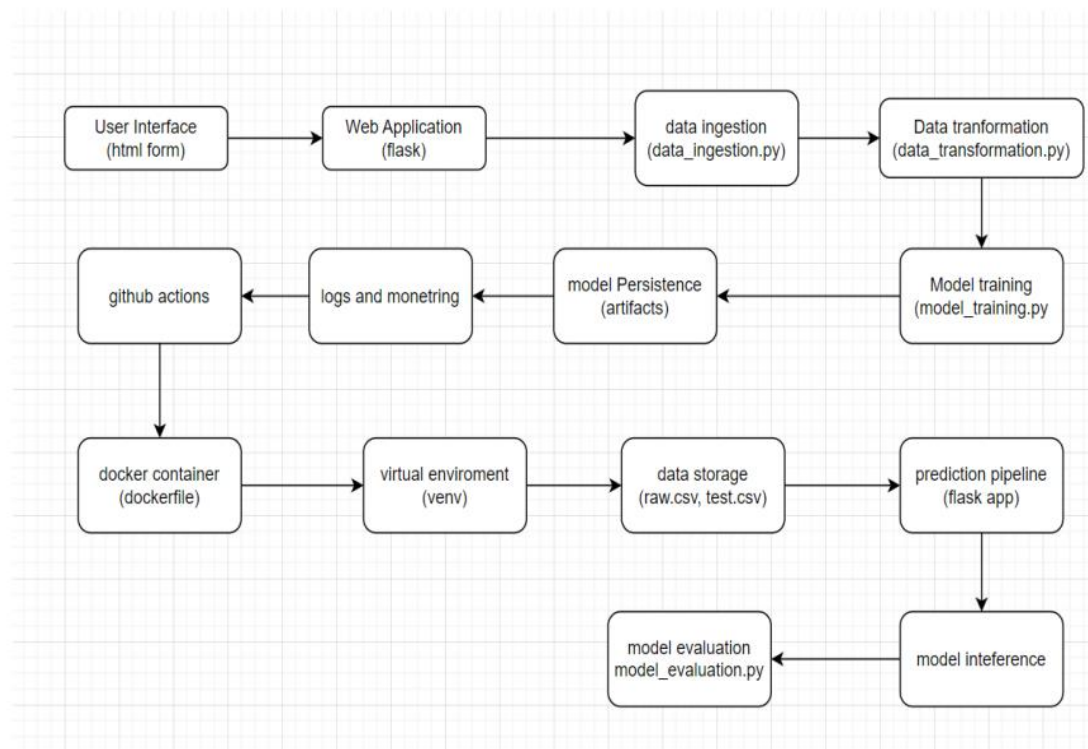 User Interface
(html form)
Web Application
(flask)
data ingestion
(data_ingestion.py)
Data tranformation
(data_transformation.py)
github actions
logs and monetring
model Persistence
(artifacts)
Model training
(model_training.py
docker container
(dockerfile)
virtual enviroment
(venv)
data storage
(raw.csv, test.csv)
prediction pipeline
(flask app)
model evaluation
model_evaluation.py)
model inteference